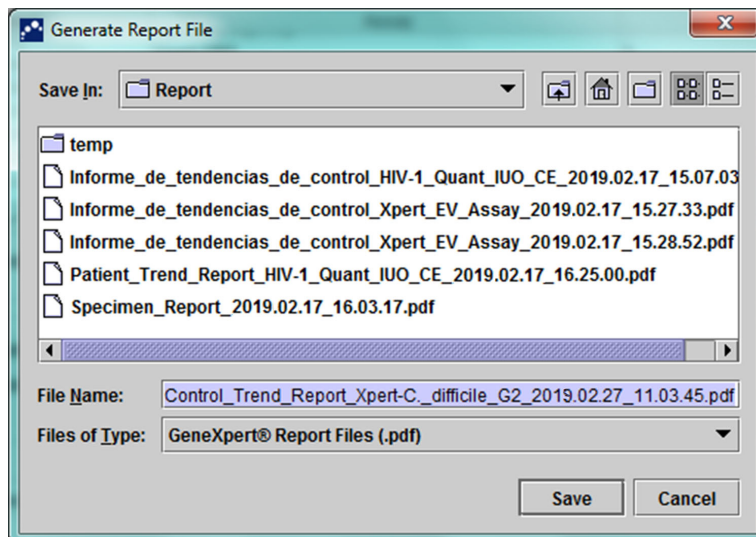 Generate Report File
Save In: Report
temp
Informe_de_tendencias_de_control_HIV-1_Quant_IUO_CE_2019.02.17_15.07.03
Informe_de_tendencias_de_control_Xpert_EV_Assay_2019.02.17_15.27.33.pdf
Informe_de_tendencias_de_control_Xpert_EV_Assay_2019.02.17_15.28.52.pdf
Patient_Trend_Report_HIV-1_Quant_IUO_CE_2019.02.17_16.25.00.pdf
Specimen_Report_2019.02.17_16.03.17.pdf
File Name: Control_Trend_Report_Xpert-C._difficile_G2_2019.02.27_11.03.45.pdf
Files of Type: GeneXpert® Report Files (.pdf)
Save Cancel